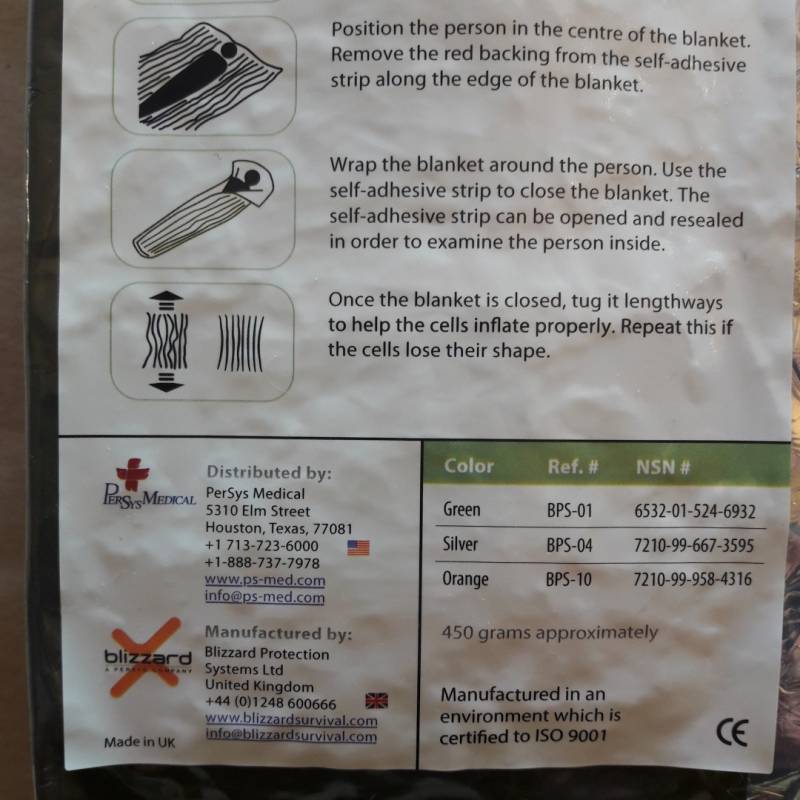 Position the person in the centre of the blanket.
Remove the red backing from the self-adhesive
strip along the edge of the blanket.
Wrap the blanket around the person. Use the
self-adhesive strip to close the blanket. The
self-adhesive strip can be opened and resealed
in order to examine the person inside.
Once the blanket is closed, tug it lengthways
to help the cells inflate properly. Repeat this if
the cells lose their shape.
PERSYS MEDICAL
Distributed by:
PerSys Medical
5310 Elm Street
Houston, Texas, 77081
+1 713-723-6000
+1-888-737-7978
www.ps-med.com
info@ps-med.com
blizzard
A PERSYS COMPANY
Manufactured by:
Blizzard Protection
Systems Ltd
United Kingdom
+44 (0)1248 600666
www.blizzardsurvival.com
info@blizzardsurvival.com
Made in UK
Color Ref. # NSN #
Green BPS-01 6532-01-524-6932
Silver BPS-04 7210-99-667-3595
Orange BPS-10 7210-99-958-4316
450 grams approximately
Manufactured in an
environment which is
certified to ISO 9001
CE